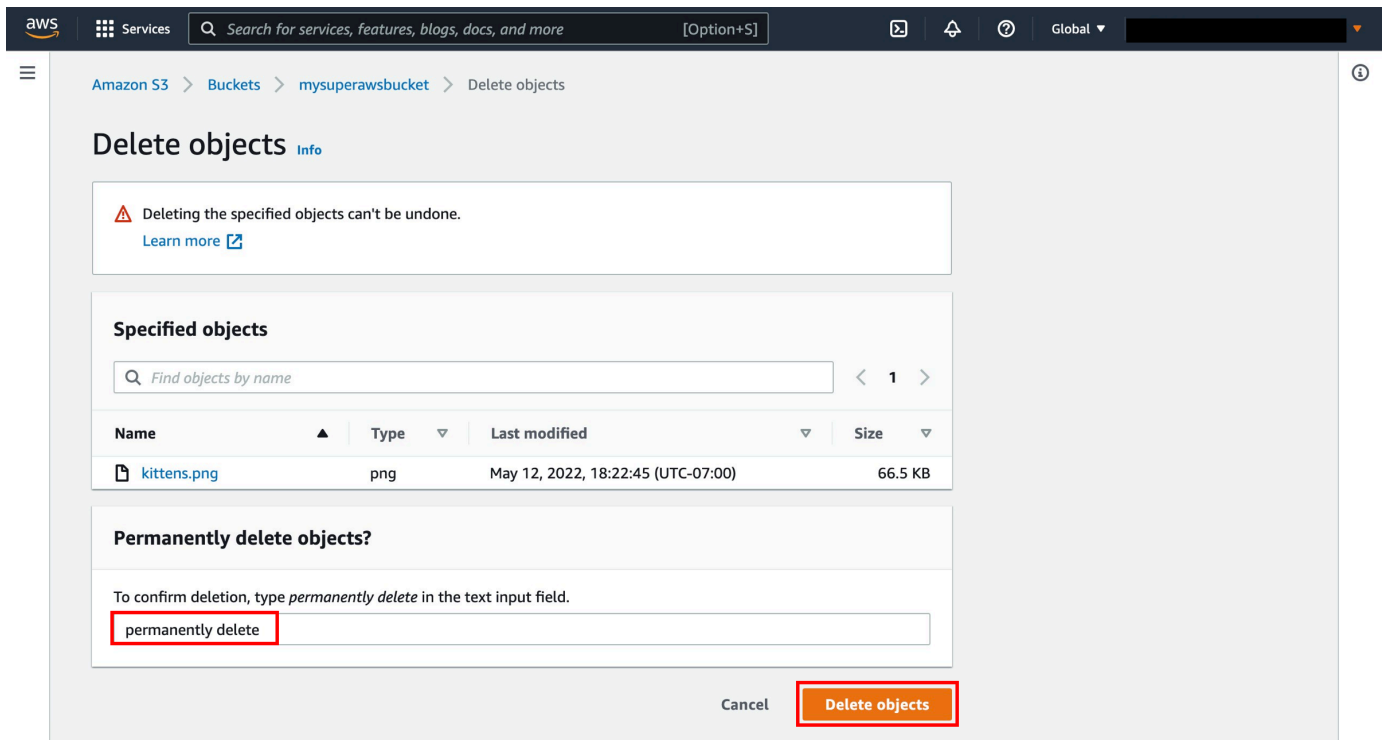 aws Services Search for services, features, blogs, docs, and more [Option+S] Global
Amazon S3 > Buckets > mysuperawsbucket > Delete objects
Delete objects Info
Deleting the specified objects can't be undone.
Learn more
Specified objects
Find objects by name < 1 >
Name Type Last modified Size
kittens.png png May 12, 2022, 18:22:45 (UTC-07:00) 66.5 KB
Permanently delete objects?
To confirm deletion, type permanently delete in the text input field.
permanently delete
Cancel Delete objects